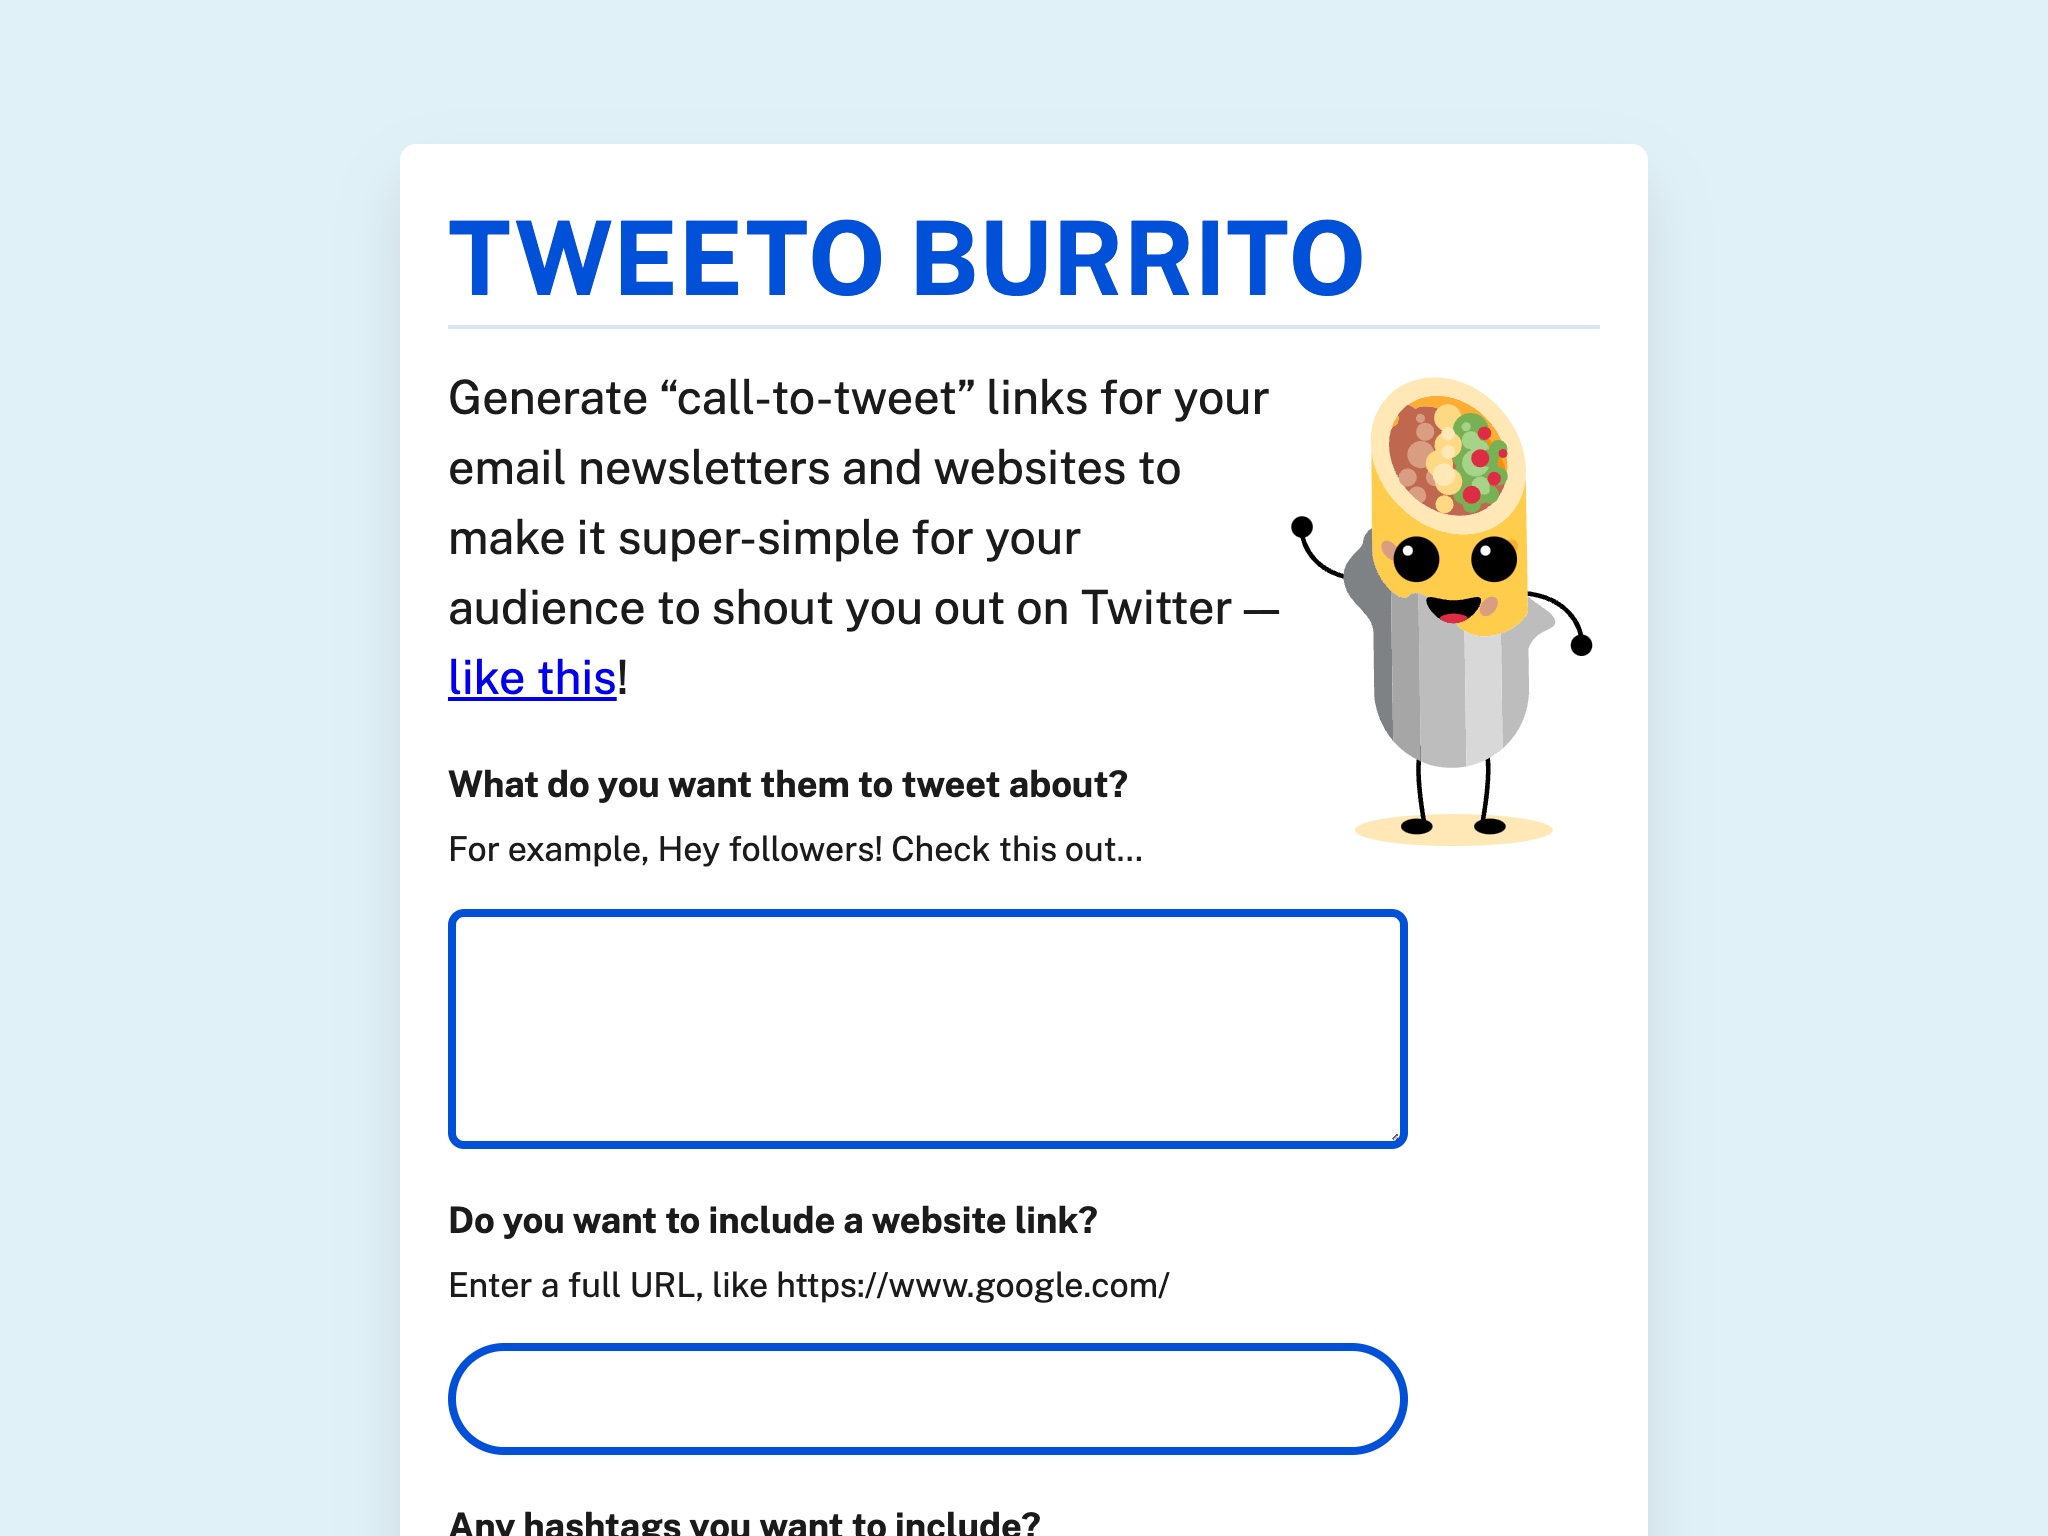 TWEETO BURRITO
Generate “call-to-tweet” links for your
email newsletters and websites to
make it super-simple for your
audience to shout you out on Twitter —
like this!
What do you want them to tweet about?
For example, Hey followers! Check this out...
Do you want to include a website link?
Enter a full URL, like https://www.google.com/
Any hashtags you want to include?